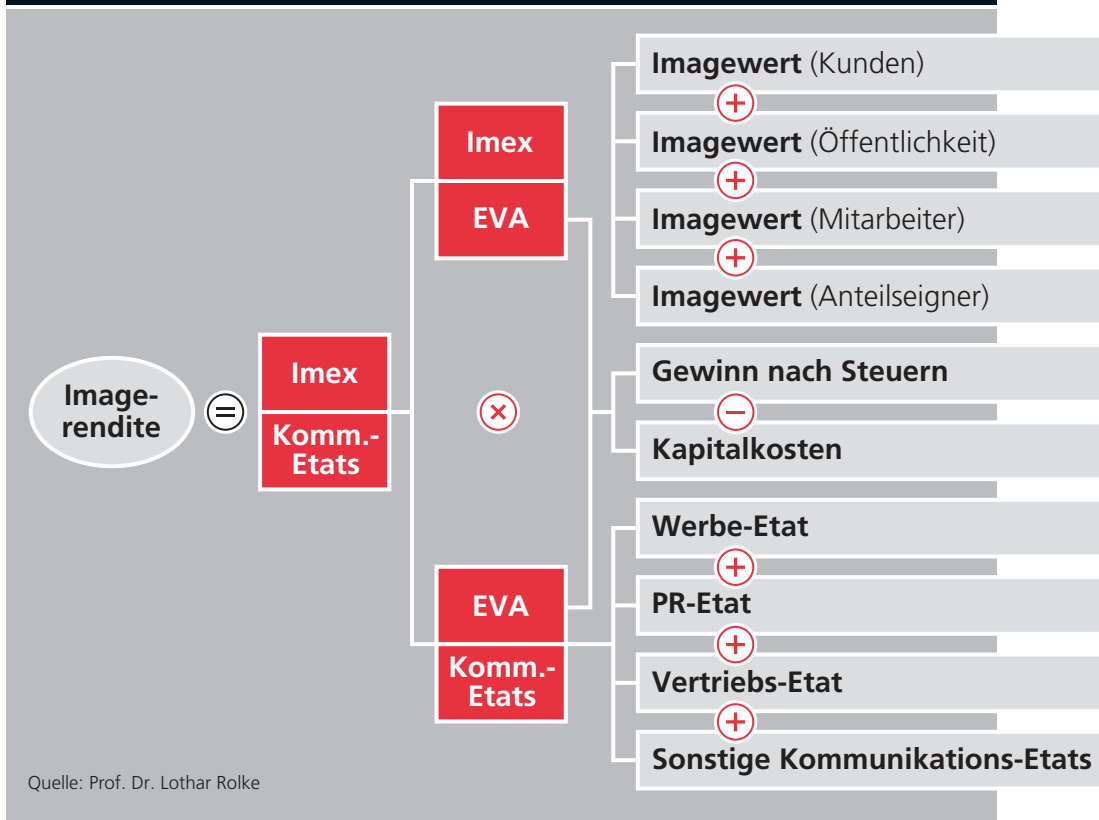 Image-
rendite
=
Imex
Komm.-
Etats
Imex
EVA
×
EVA
Komm.-
Etats
Imagewert (Kunden)
+
Imagewert (Öffentlichkeit)
+
Imagewert (Mitarbeiter)
+
Imagewert (Anteilseigner)
Gewinn nach Steuern
−
Kapitalkosten
Werbe-Etat
+
PR-Etat
+
Vertriebs-Etat
+
Sonstige Kommunikations-Etats
Quelle: Prof. Dr. Lothar Rolke